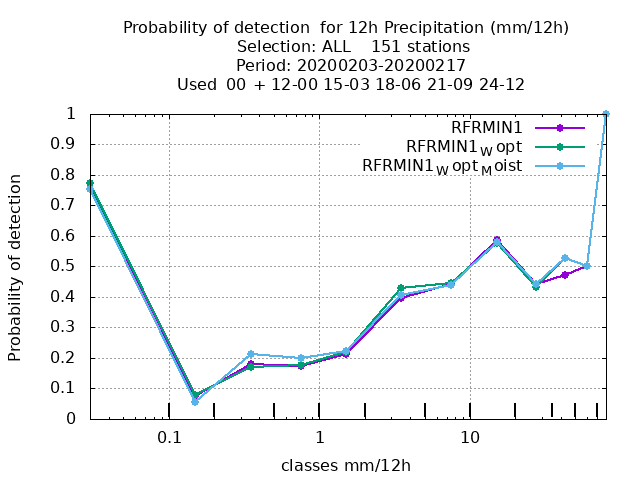 Probability of detection  for 12h Precipitation (mm/12h)
Selection: ALL    151 stations
Period: 20200203-20200217
Used  00 + 12-00 15-03 18-06 21-09 24-12
RFRMIN1
RFRMIN1W opt
RFRMIN1W optM oist
Probability of detection
1
0.9
0.8
0.7
0.6
0.5
0.4
0.3
0.2
0.1
0
0.1 1 10
classes mm/12h